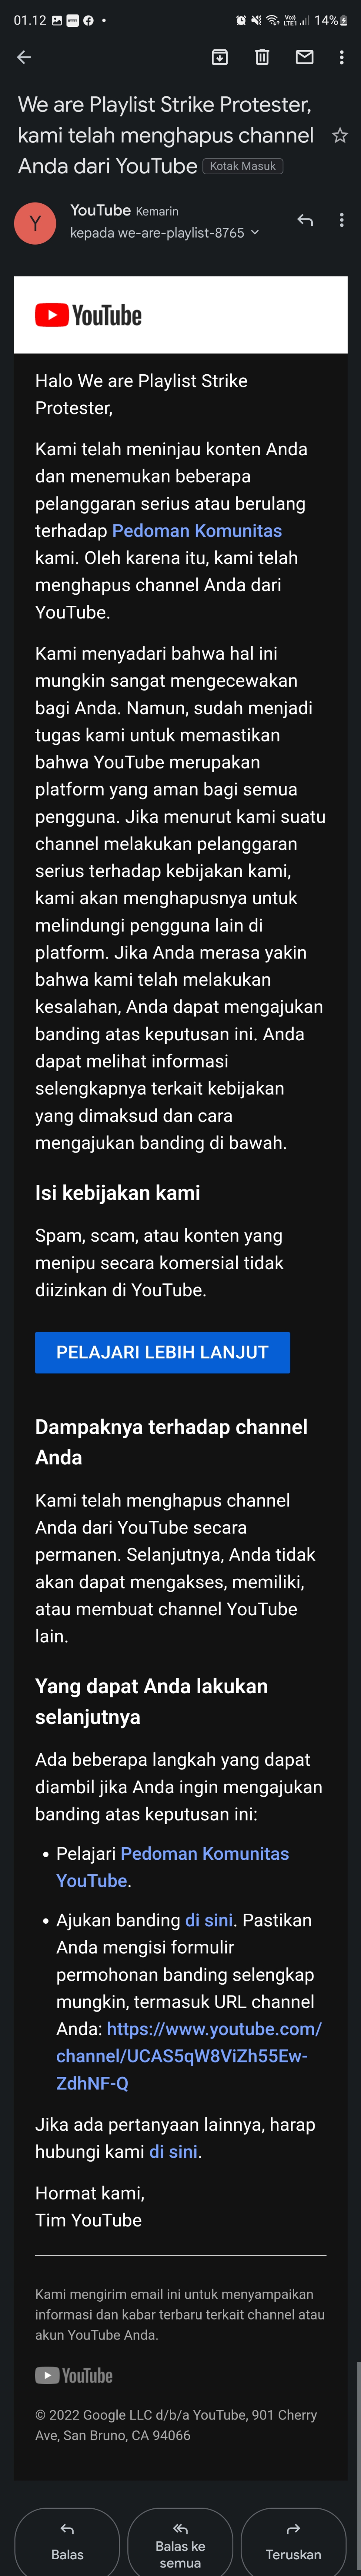 01.12
14%
We are Playlist Strike Protester,
kami telah menghapus channel
Anda dari YouTube Kotak Masuk
Y
YouTube Kemarin
kepada we-are-playlist-8765
YouTube
Halo We are Playlist Strike
Protester,
Kami telah meninjau konten Anda
dan menemukan beberapa
pelanggaran serius atau berulang
terhadap Pedoman Komunitas
kami. Oleh karena itu, kami telah
menghapus channel Anda dari
YouTube.
Kami menyadari bahwa hal ini
mungkin sangat mengecewakan
bagi Anda. Namun, sudah menjadi
tugas kami untuk memastikan
bahwa YouTube merupakan
platform yang aman bagi semua
pengguna. Jika menurut kami suatu
channel melakukan pelanggaran
serius terhadap kebijakan kami,
kami akan menghapusnya untuk
melindungi pengguna lain di
platform. Jika Anda merasa yakin
bahwa kami telah melakukan
kesalahan, Anda dapat mengajukan
banding atas keputusan ini. Anda
dapat melihat informasi
selengkapnya terkait kebijakan
yang dimaksud dan cara
mengajukan banding di bawah.
Isi kebijakan kami
Spam, scam, atau konten yang
menipu secara komersial tidak
diizinkan di YouTube.
PELAJARI LEBIH LANJUT
Dampaknya terhadap channel
Anda
Kami telah menghapus channel
Anda dari YouTube secara
permanen. Selanjutnya, Anda tidak
akan dapat mengakses, memiliki,
atau membuat channel YouTube
lain.
Yang dapat Anda lakukan
selanjutnya
Ada beberapa langkah yang dapat
diambil jika Anda ingin mengajukan
banding atas keputusan ini:
• Pelajari Pedoman Komunitas
YouTube.
• Ajukan banding di sini. Pastikan
Anda mengisi formulir
permohonan banding selengkap
mungkin, termasuk URL channel
Anda: https://www.youtube.com/
channel/UCAS5qW8ViZh55Ew-
ZdhNF-Q
Jika ada pertanyaan lainnya, harap
hubungi kami di sini.
Hormat kami,
Tim YouTube
Kami mengirim email ini untuk menyampaikan
informasi dan kabar terbaru terkait channel atau
akun YouTube Anda.
YouTube
© 2022 Google LLC d/b/a YouTube, 901 Cherry
Ave, San Bruno, CA 94066
Balas
Balas ke
semua
Teruskan